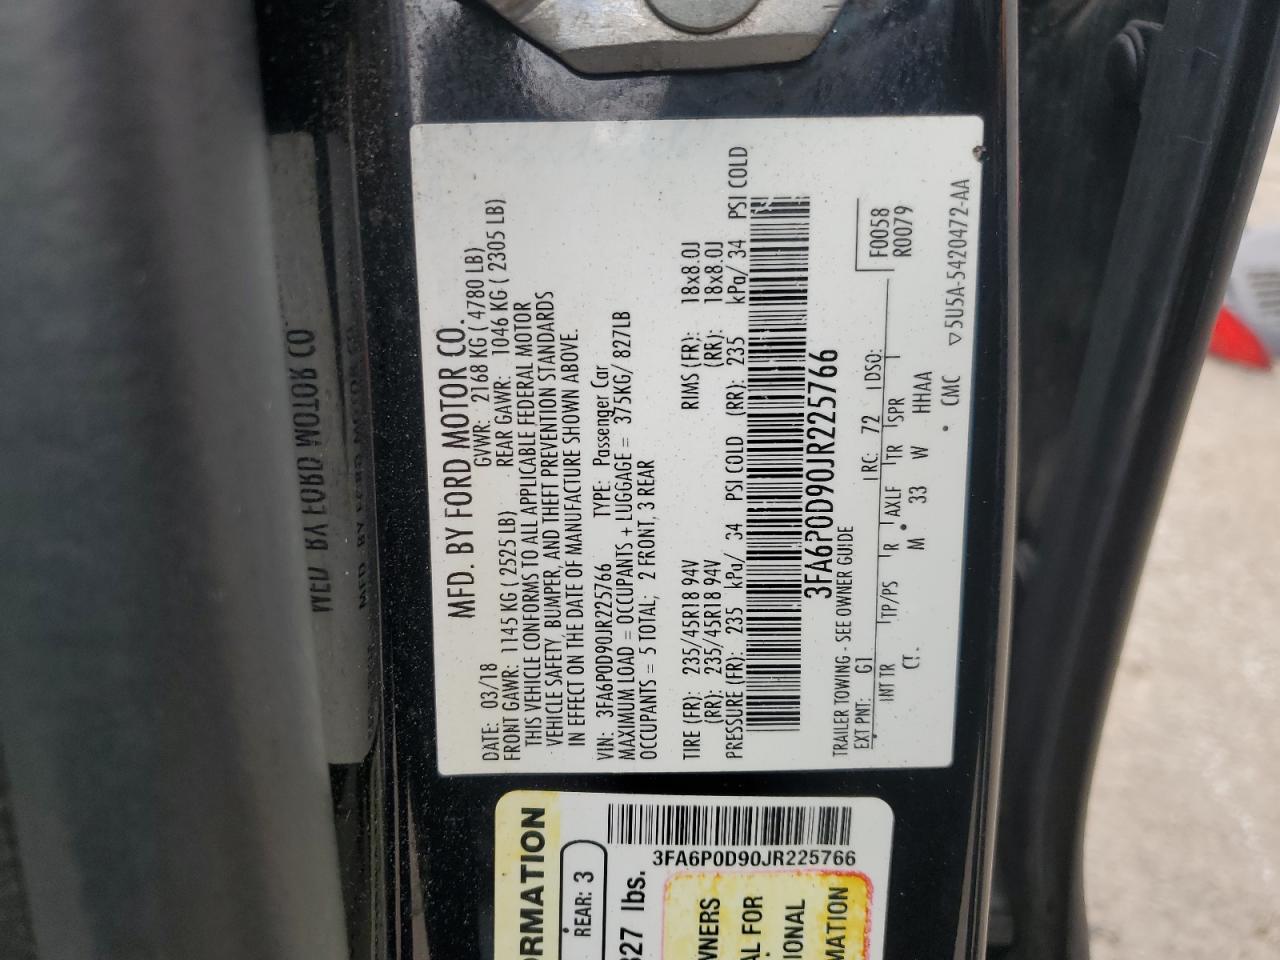 MFD. BY FORD MOTOR CO.
DATE: 03/18 GVWR: 2168 KG ( 4780 LB)
FRONT GAWR: 1145 KG ( 2525 LB) REAR GAWR: 1046 KG ( 2305 LB)
THIS VEHICLE CONFORMS TO ALL APPLICABLE FEDERAL MOTOR
VEHICLE SAFETY, BUMPER, AND THEFT PREVENTION STANDARDS
IN EFFECT ON THE DATE OF MANUFACTURE SHOWN ABOVE.
VIN: 3FA6P0D90JR225766 TYPE: Passenger Car
MAXIMUM LOAD = OCCUPANTS + LUGGAGE = 375KG/ 827LB
OCCUPANTS = 5 TOTAL; 2 FRONT, 3 REAR
TIRE (FR): 235/45R18 94V RIMS (FR): 18x8.0J
(RR): 235/45R18 94V (RR): 18x8.0J
PRESSURE (FR): 235 kPa/ 34 PSI COLD (RR): 235 kPa/ 34 PSI COLD
3FA6P0D90JR225766
TRAILER TOWING - SEE OWNER GUIDE
F0058
R0079
EXT PNT: G1 RC: 72 DSO:
INT TR TP/PS R AXLE TR SPR
CT. M 33 W HHAA
CMC
5U5A-5420472-AA
MFD. BY FORD MOTOR CO
ORMATION
REAR: 3
827 lbs.
3FA6P0D90JR225766
WNERS
AL FOR
IONAL
MATION